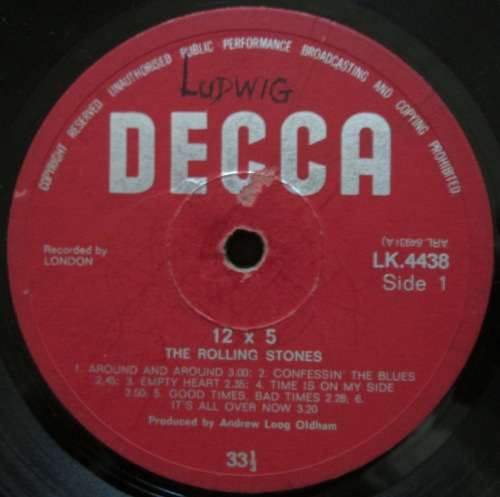 COPYRIGHT RESERVED UNAUTHORISED PUBLIC PERFORMANCE BROADCASTING AND COPYING PROHIBITED
LUDWIG
DECCA
Recorded by
LONDON
ARL 6493(A)
LK.4438
Side 1
12 x 5
THE ROLLING STONES
1. AROUND AND AROUND 3.00: 2. CONFESSIN' THE BLUES
2.45: 3. EMPTY HEART 2.35: 4. TIME IS ON MY SIDE
2.50: 5. GOOD TIMES, BAD TIMES 2.28: 6.
IT'S ALL OVER NOW 3.20
Produced by Andrew Loog Oldham
33⅓